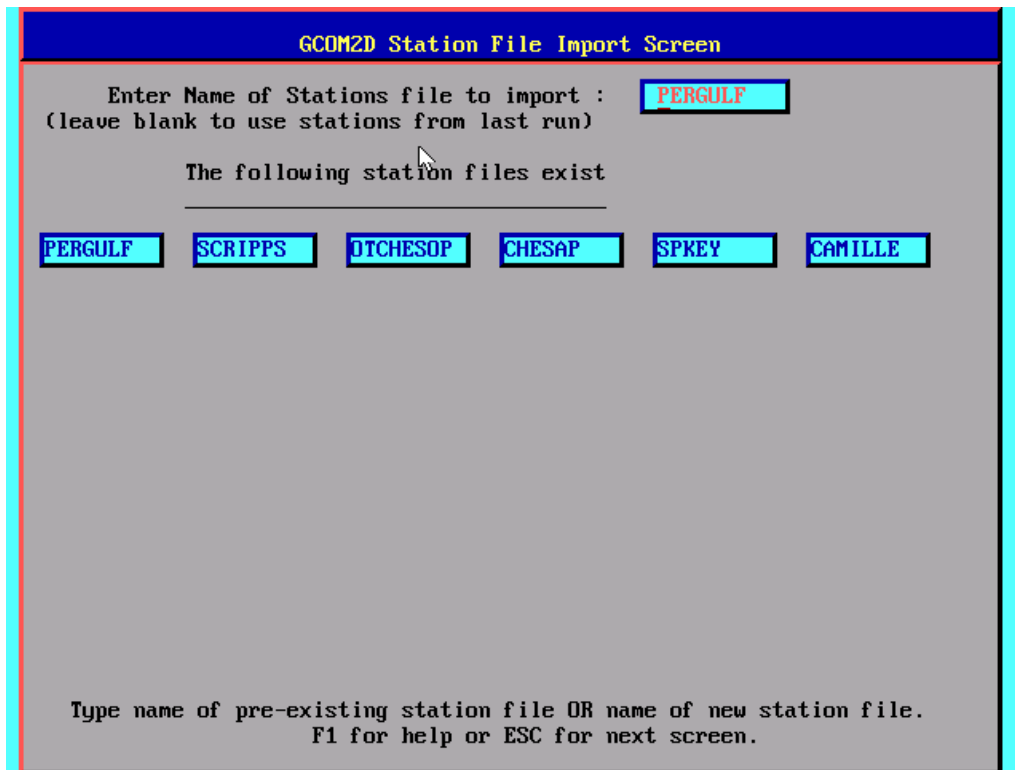 GCOM2D Station File Import Screen
Enter Name of Stations file to import : PERGULF
(leave blank to use stations from last run)
The following station files exist
PERGULF SCRIPPS OTCHESOP CHESAP SPKEY CAMILLE
Type name of pre-existing station file OR name of new station file.
F1 for help or ESC for next screen.